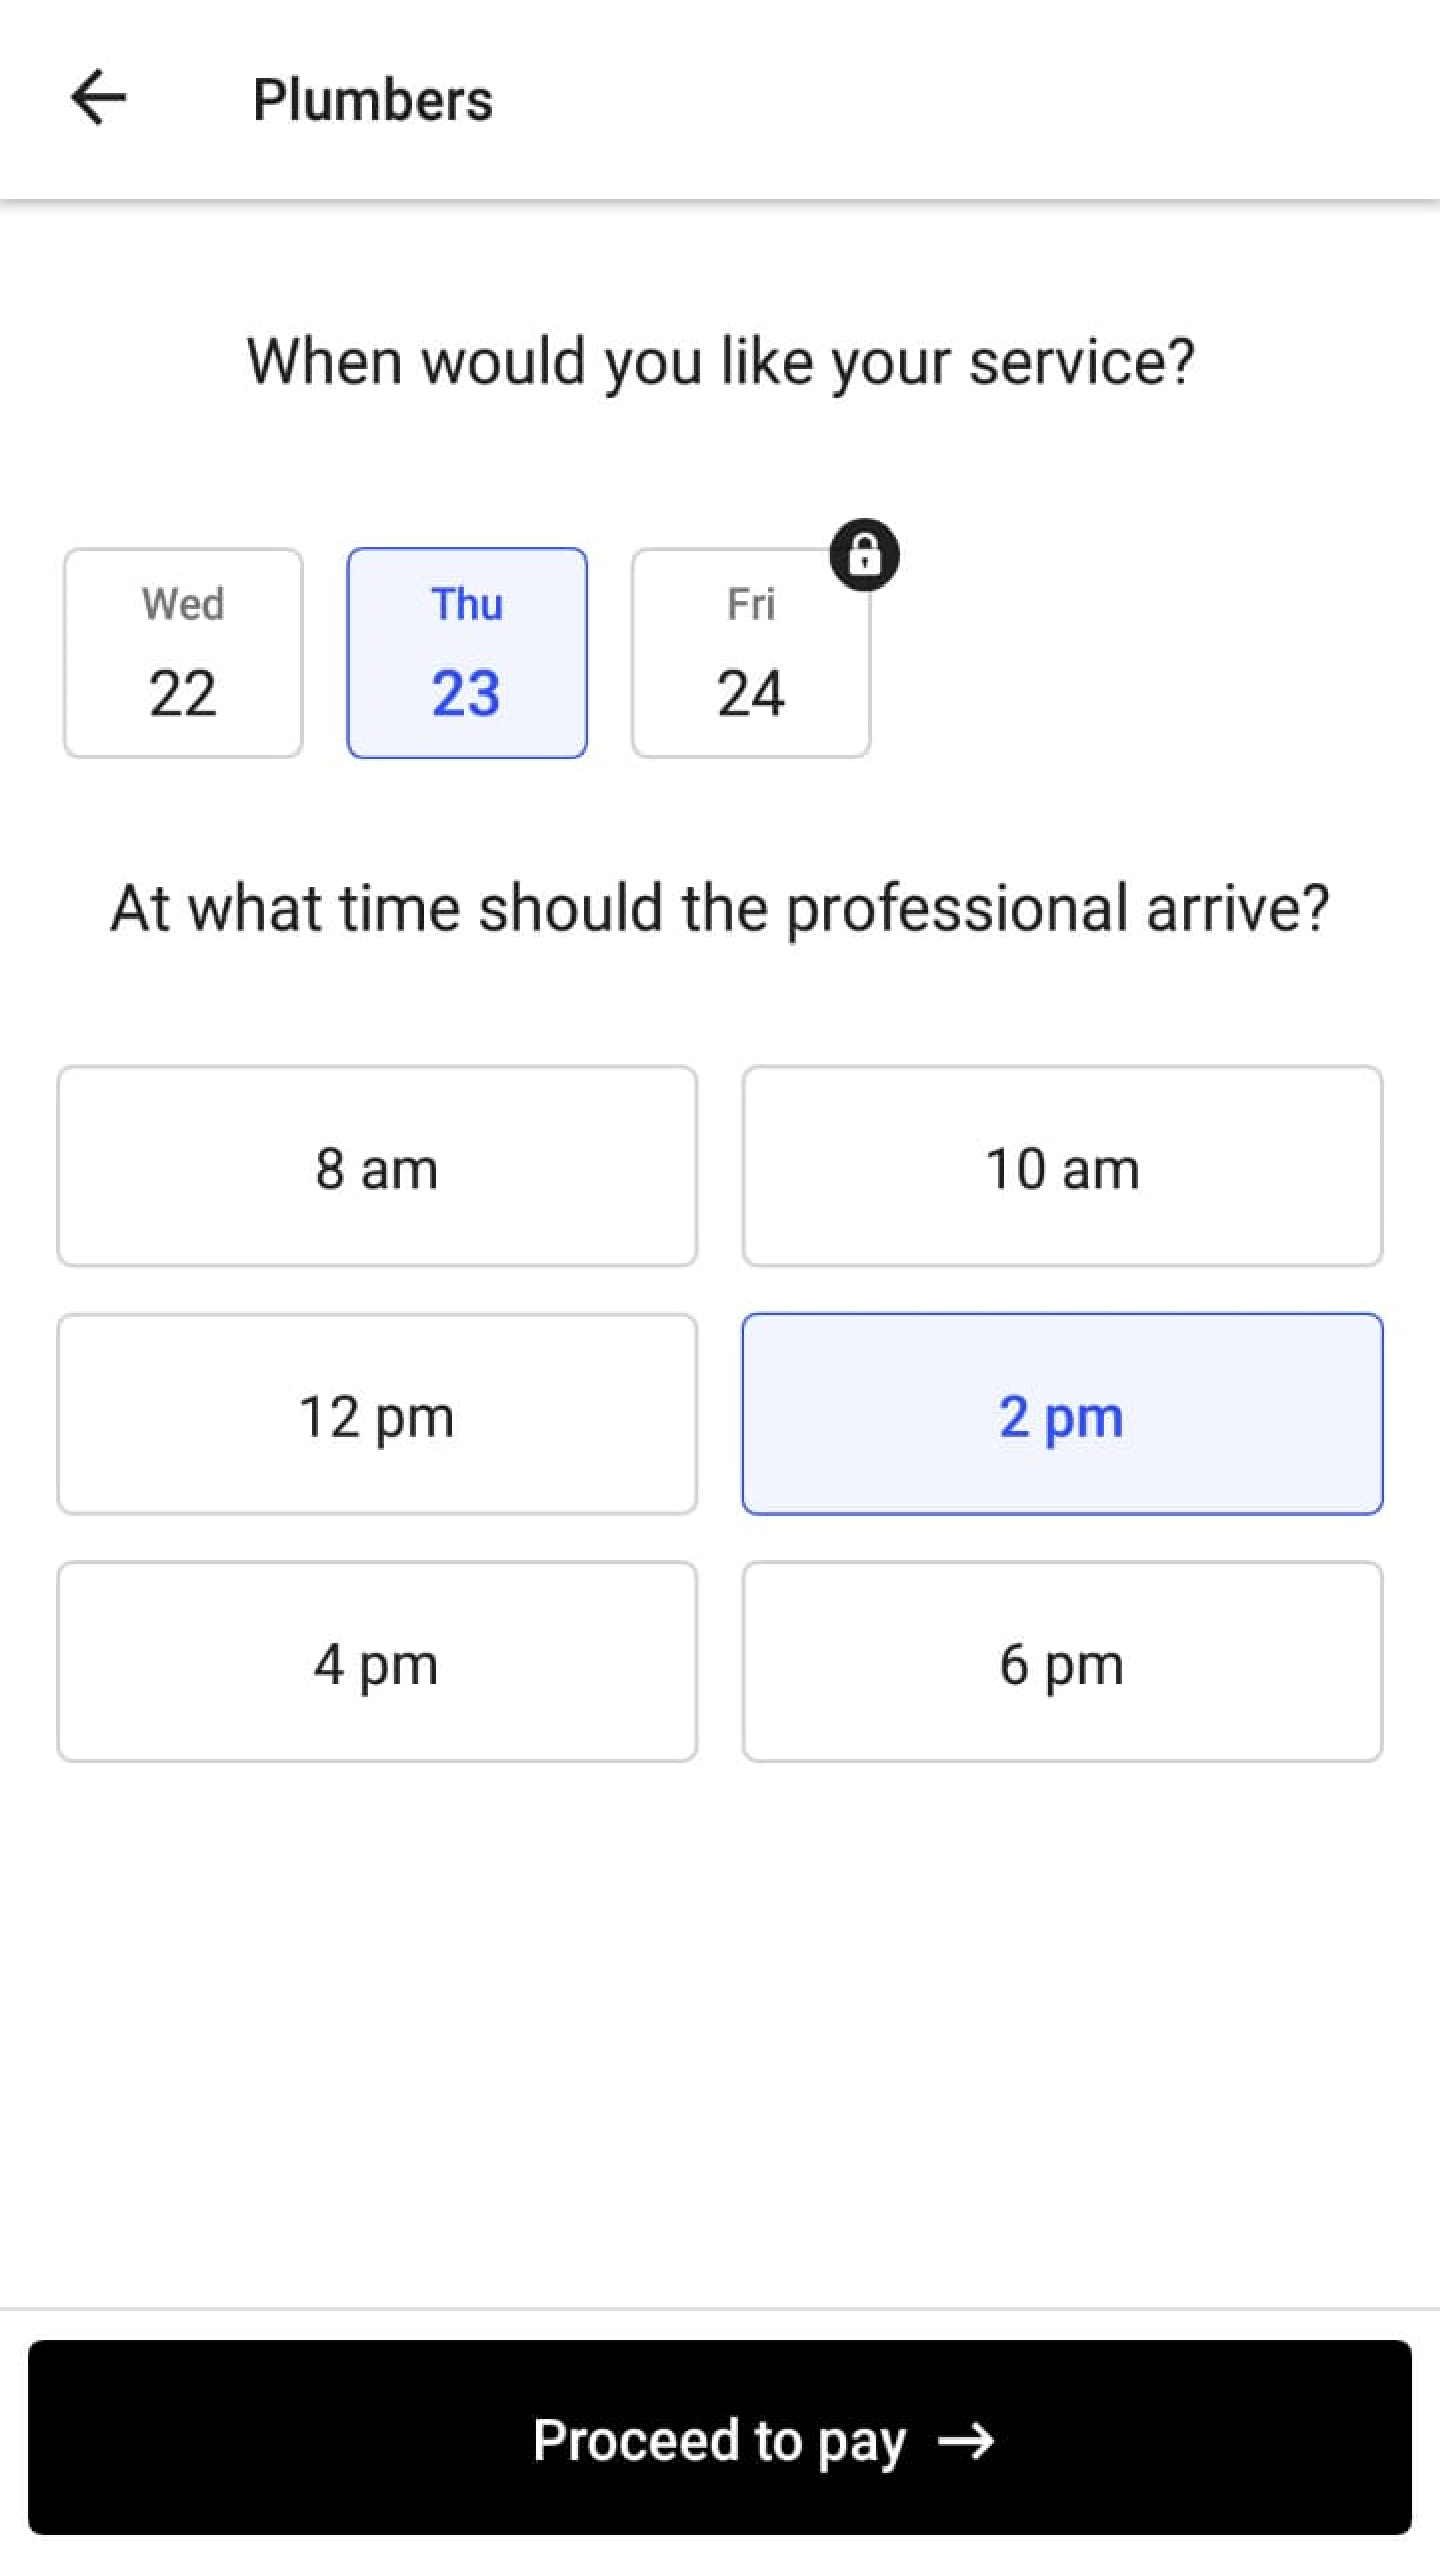 Plumbers
When would you like your service?
Wed Thu Fri
22 23 24
At what time should the professional arrive?
8 am 10 am
12 pm 2 pm
4 pm 6 pm
Proceed to pay →